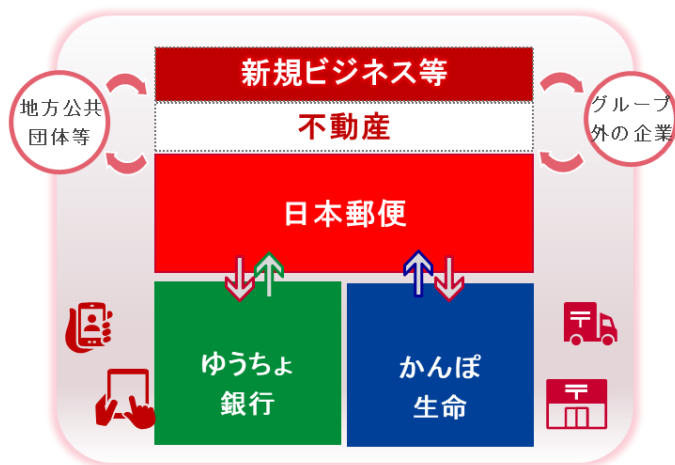 新規ビジネス等
地方公共
団体等
グループ
外の企業
不動産
日本郵便
ゆうちょ
銀行
かんぽ
生命
〒
〒